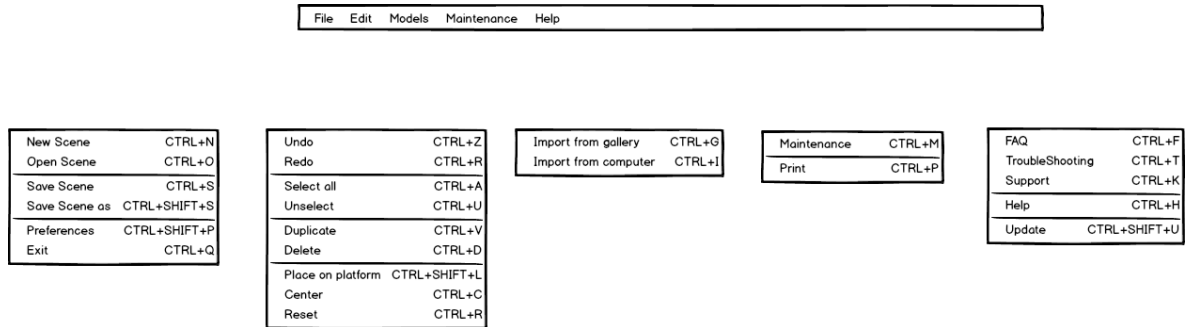 File Edit Models Maintenance Help
New Scene CTRL+N
Open Scene CTRL+O
Save Scene CTRL+S
Save Scene as CTRL+SHIFT+S
Preferences CTRL+SHIFT+P
Exit CTRL+Q
Undo CTRL+Z
Redo CTRL+R
Select all CTRL+A
Unselect CTRL+U
Duplicate CTRL+V
Delete CTRL+D
Place on platform CTRL+SHIFT+L
Center CTRL+C
Reset CTRL+R
Import from gallery CTRL+G
Import from computer CTRL+I
Maintenance CTRL+M
Print CTRL+P
FAQ CTRL+F
TroubleShooting CTRL+T
Support CTRL+K
Help CTRL+H
Update CTRL+SHIFT+U